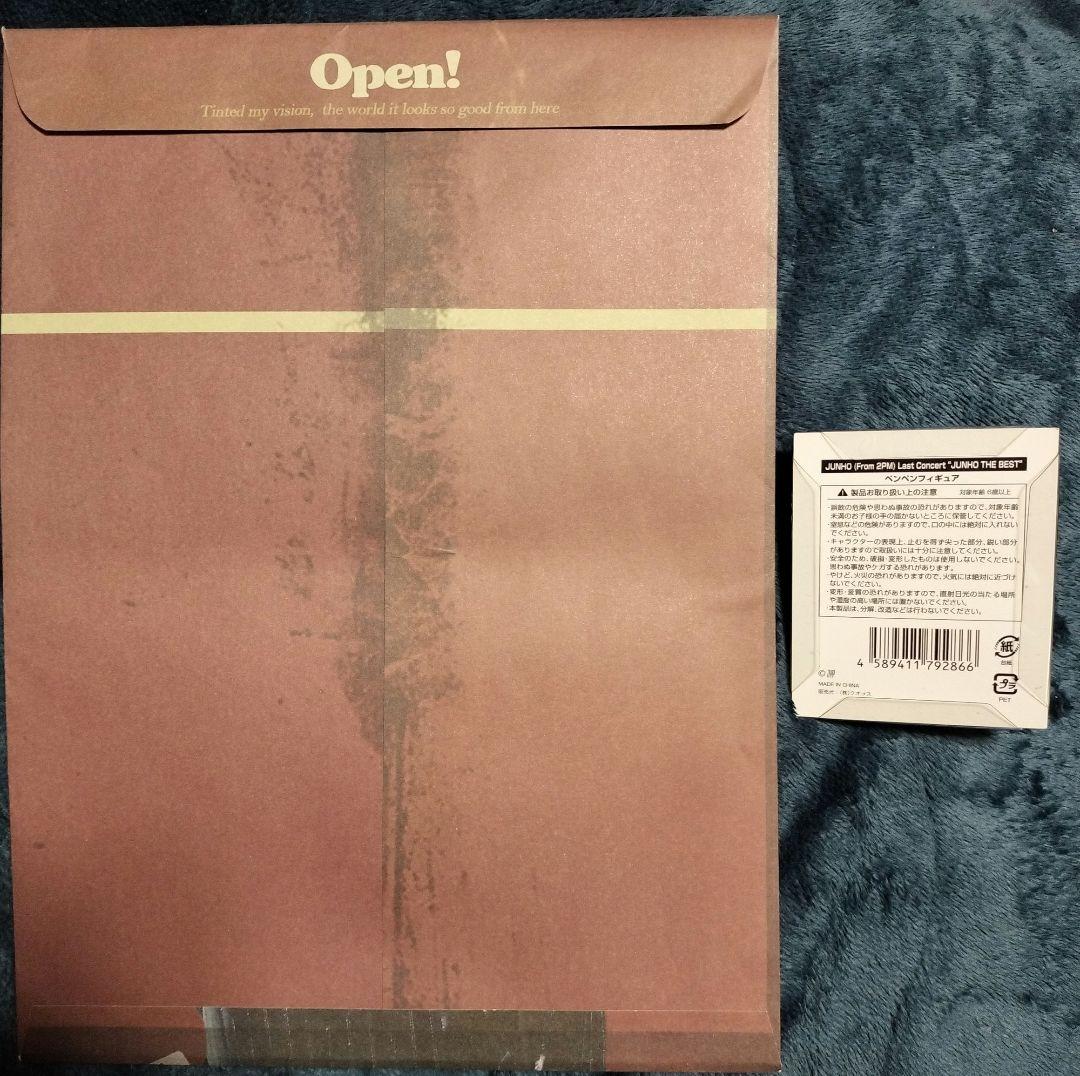 Open!
Tinted my vision, the world it looks so good from here
JUNHO (From 2PM) Last Concert "JUNHO THE BEST"
ペンペンフィギュア
製品お取り扱い上の注意 対象年齢 6歳以上
・誤飲の危険や思わぬ事故の恐れがありますので、対象年齢
未満のお子様の手の届かないところに保管してください。
・窒息などの危険がありますので、口の中には絶対に入れない
でください。
・キャラクターの表現上、止むを得ず尖った部分、鋭い部分
がありますので取扱いには十分に注意してください。
・安全のため、破損・変形したものは使用しないでください。
思わぬ事故やケガする恐れがあります。
・やけど、火災の恐れがありますので、火気には絶対に近づけ
ないでください。
・変形・変質の恐れがありますので、直射日光の当たる場所
や温度の高い場所には置かないでください。
・本製品は、分解、改造などは行わないでください。
4 589411 792866
紙
台紙
プラ
PET
MADE IN CHINA